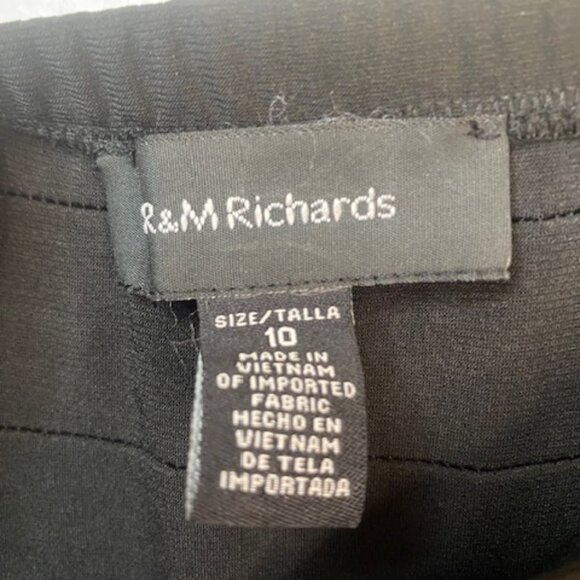 R&M Richards
SIZE/TALLA
10
MADE IN
VIETNAM
OF IMPORTED
FABRIC
HECHO EN
VIETNAM
DE TELA
IMPORTADA